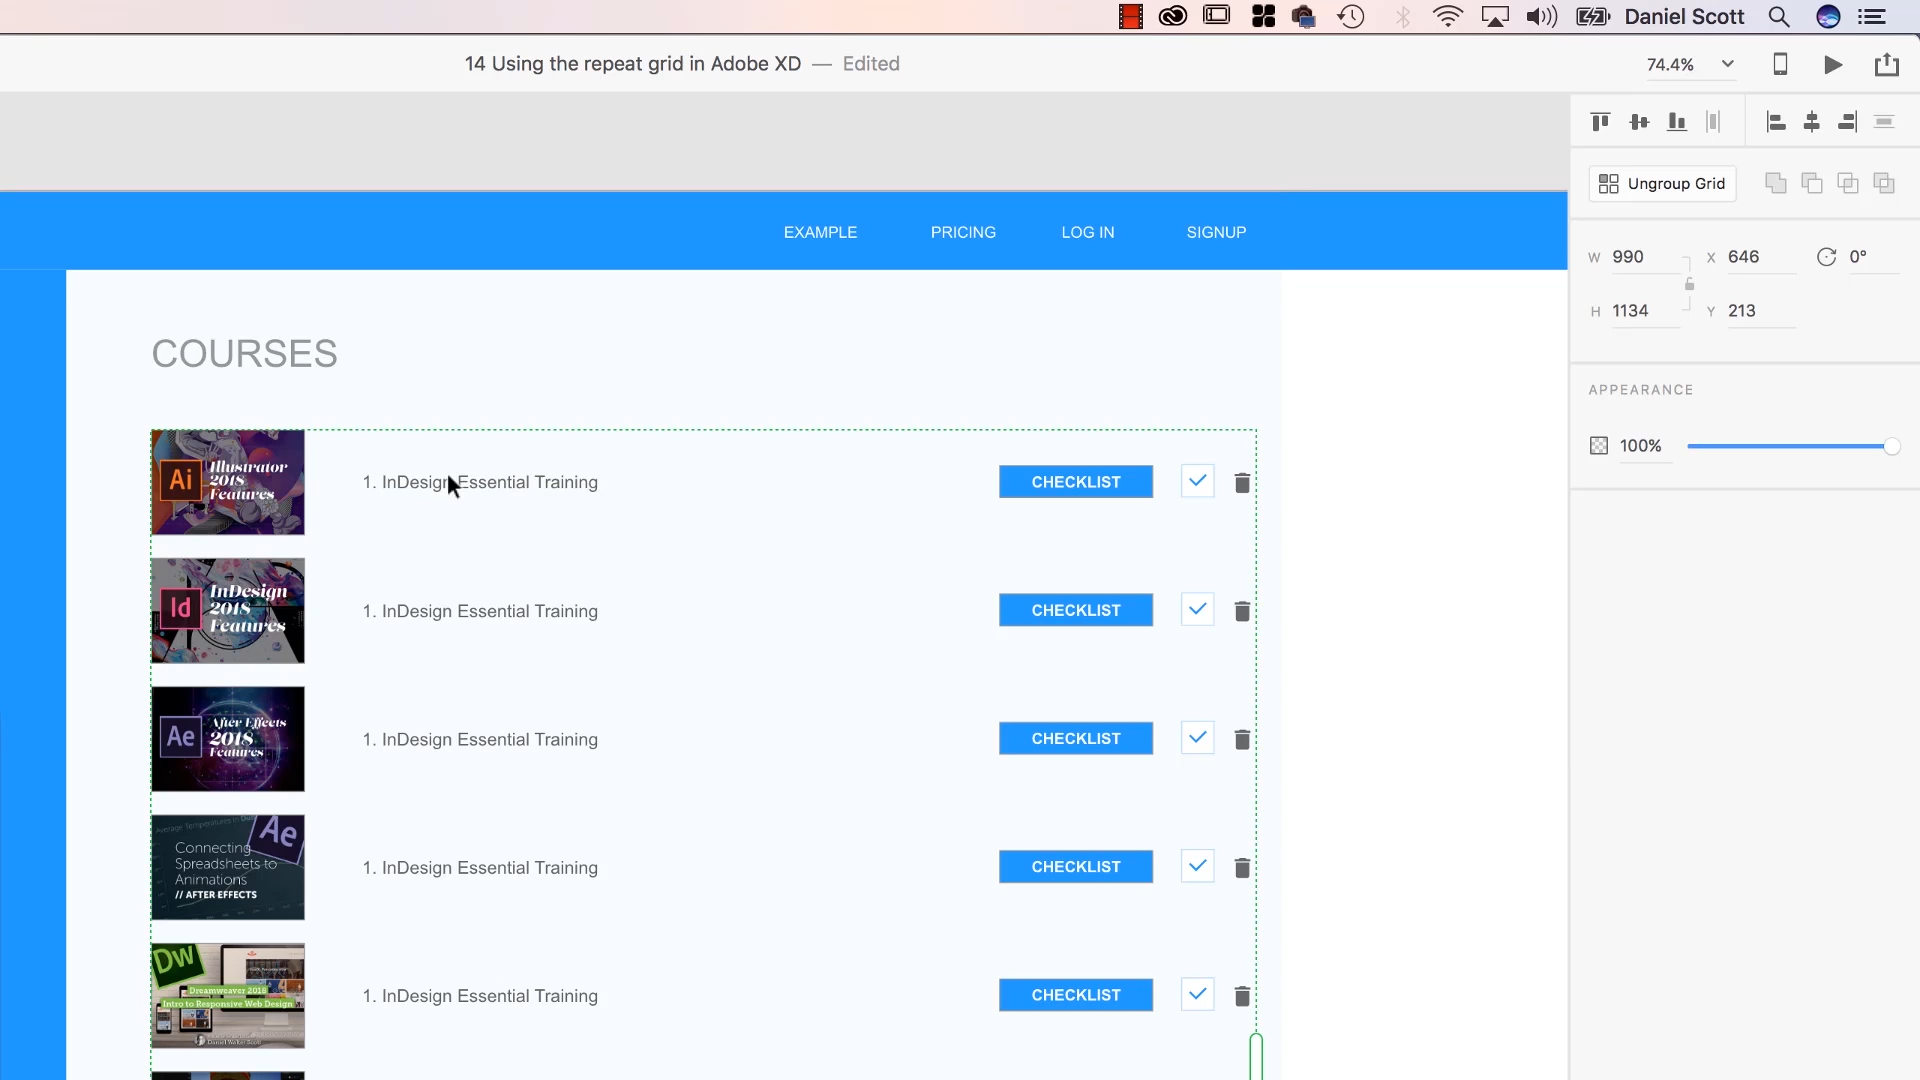 Daniel Scott
14 Using the repeat grid in Adobe XD — Edited
74.4%
Ungroup Grid
EXAMPLE
PRICING
LOG IN
SIGNUP
W 990
X 646
0°
H 1134
Y 213
APPEARANCE
100%
COURSES
Ai
Illustrator
2018
Features
1. InDesign Essential Training
CHECKLIST
Id
InDesign
2018
Features
1. InDesign Essential Training
CHECKLIST
Ae
After Effects
2018
Features
1. InDesign Essential Training
CHECKLIST
Ae
Connecting
Spreadsheets to
Animations
// AFTER EFFECTS
1. InDesign Essential Training
CHECKLIST
Dw
Dreamweaver 2018
Intro to Responsive Web Design
Daniel Walter Scott
1. InDesign Essential Training
CHECKLIST